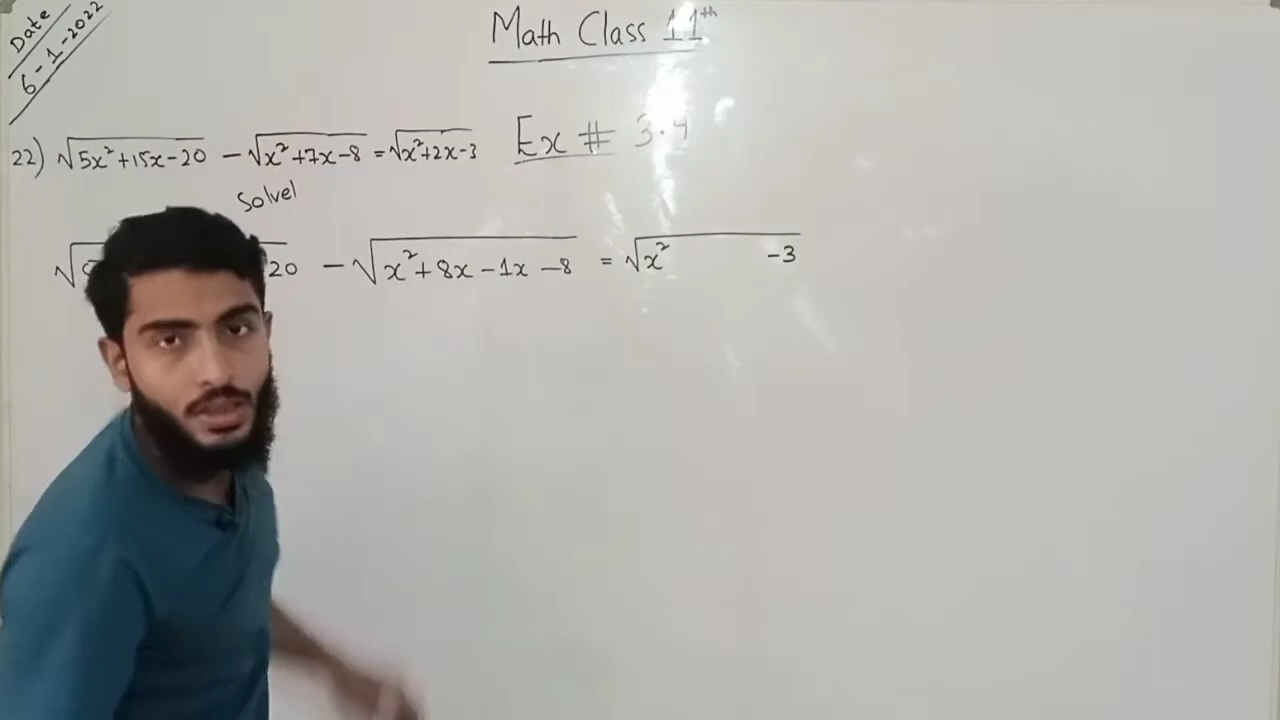 Date
6-1-2022
Math Class 11th
22) √5x²+15x-20 - √x²+7x-8 = √x²+2x-3
Ex # 3.4
Solve
20 - √x²+8x-1x-8 = √x² -3